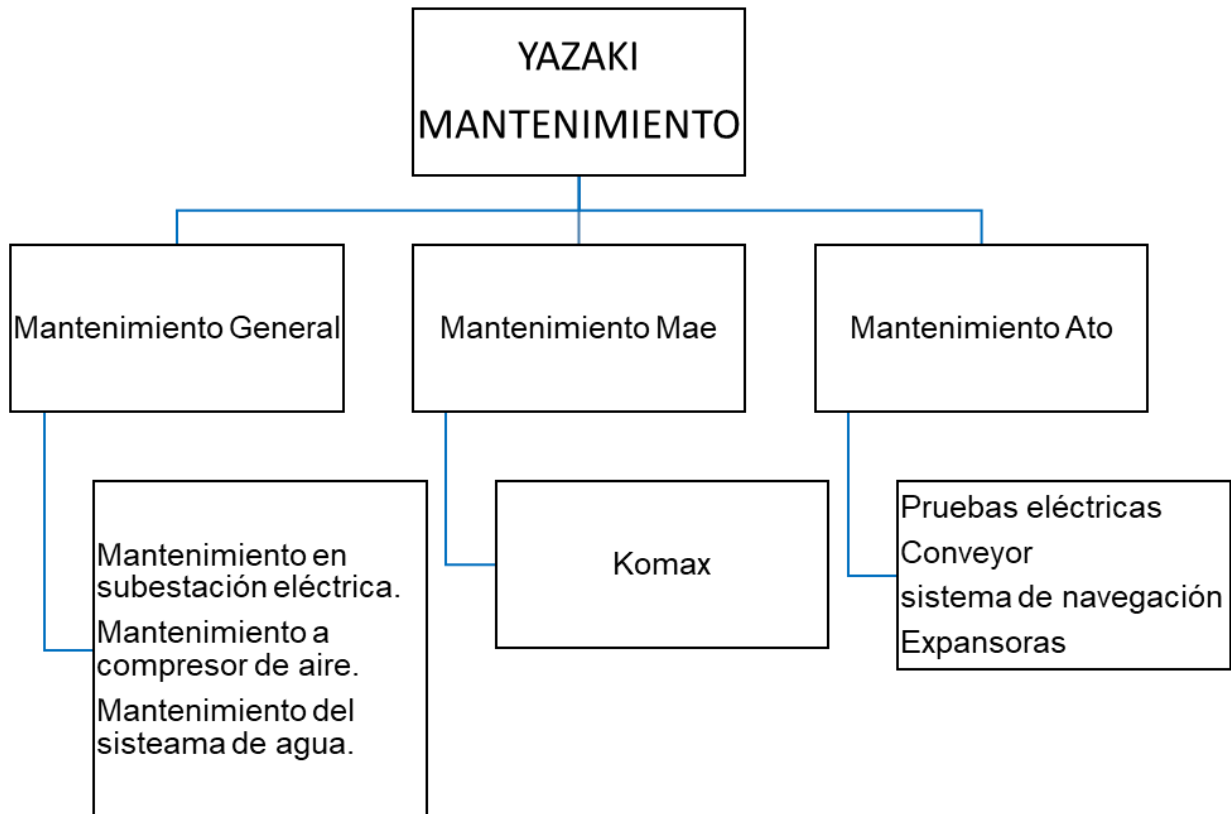 YAZAKI
MANTENIMIENTO
Mantenimiento General
Mantenimiento Mae
Mantenimiento Ato
Mantenimiento en
subestación eléctrica.
Mantenimiento a
compresor de aire.
Mantenimiento del
sisteama de agua.
Komax
Pruebas eléctricas
Conveyor
sistema de navegación
Expansoras